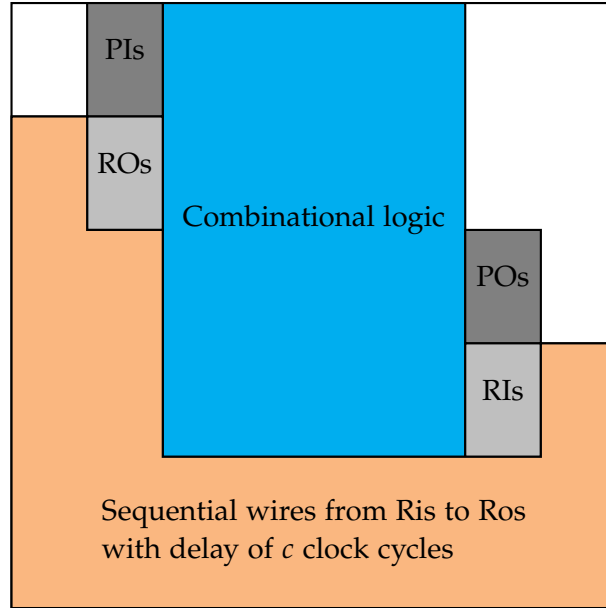 PIs
ROs
Combinational logic
POs
RIs
Sequential wires from Ris to Ros
with delay of c clock cycles